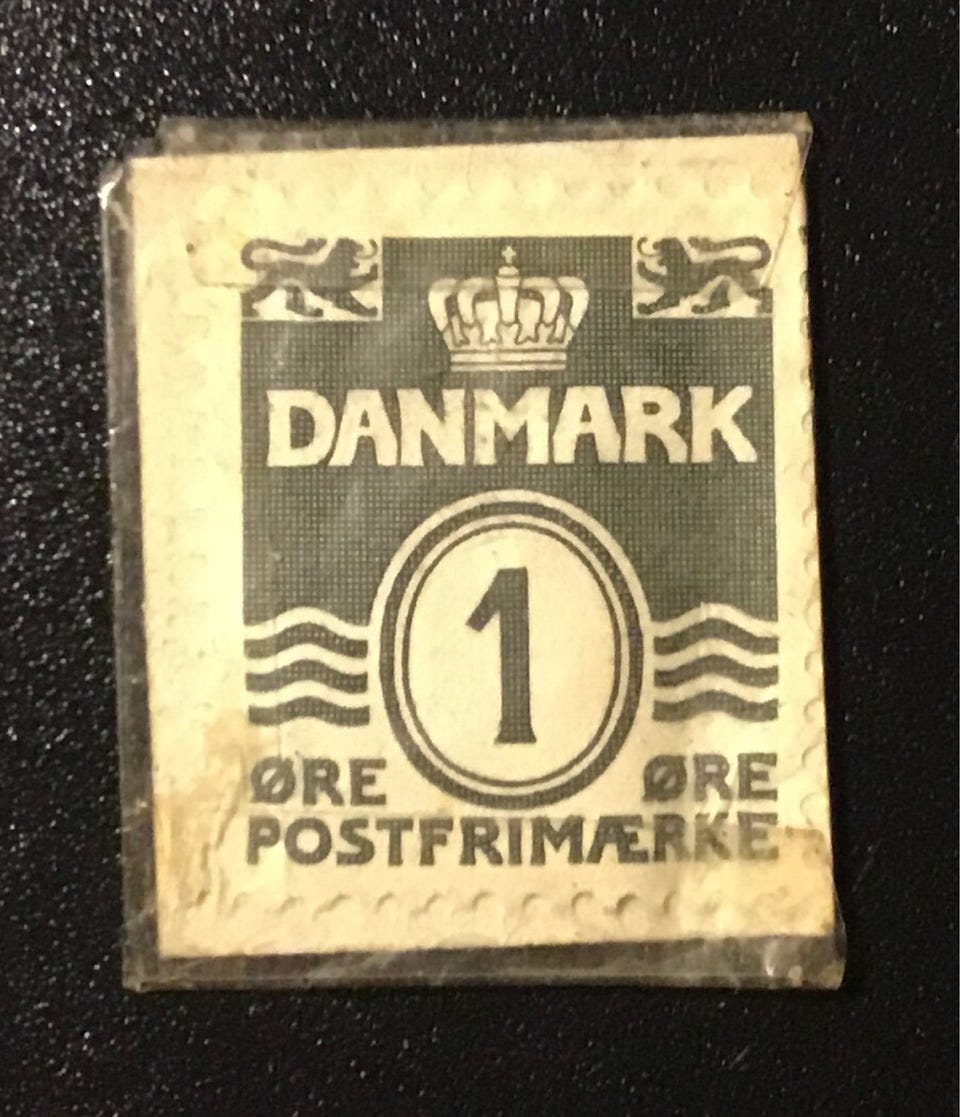 DANMARK
1
ØRE ØRE
POSTFRIMÆRKE